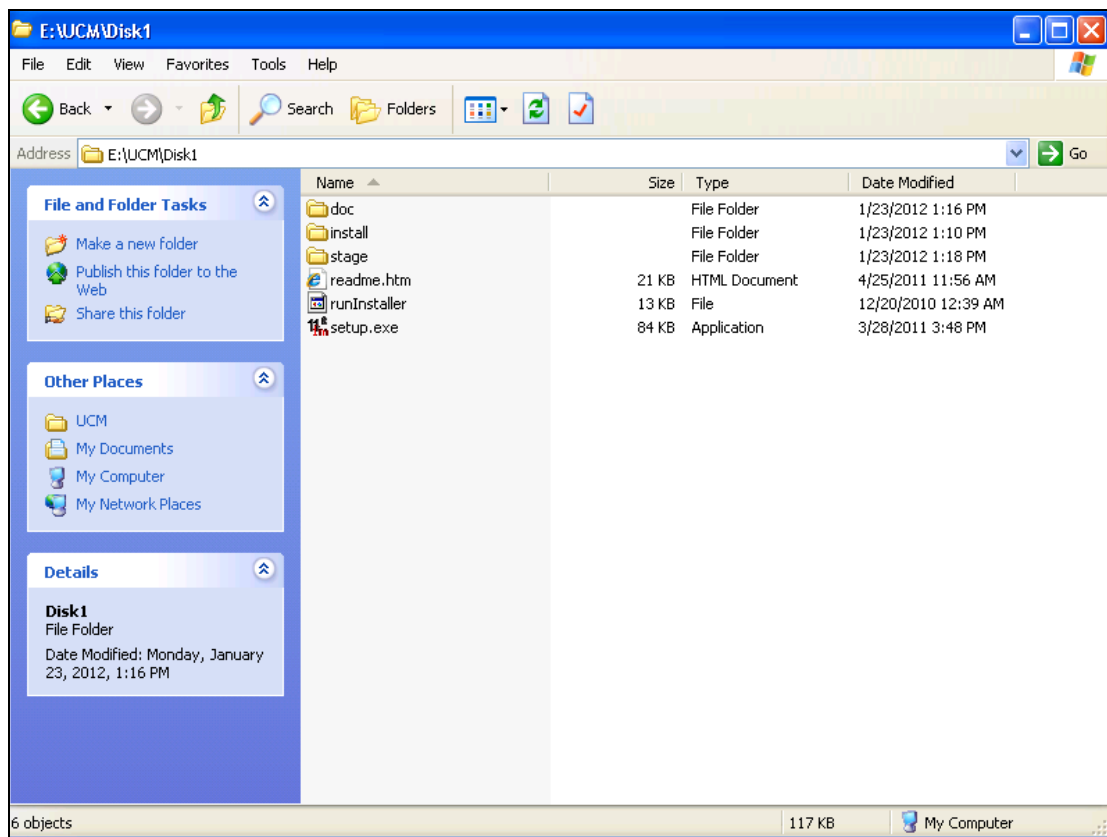 E:\UCM\Disk1
File Edit View Favorites Tools Help
Back Search Folders
Address E:\UCM\Disk1 Go
File and Folder Tasks
Make a new folder
Publish this folder to the
Web
Share this folder
Other Places
UCM
My Documents
My Computer
My Network Places
Details
Disk1
File Folder
Date Modified: Monday, January
23, 2012, 1:16 PM
Name Size Type Date Modified
doc File Folder 1/23/2012 1:16 PM
install File Folder 1/23/2012 1:10 PM
stage File Folder 1/23/2012 1:18 PM
readme.htm 21 KB HTML Document 4/25/2011 11:56 AM
runInstaller 13 KB File 12/20/2010 12:39 AM
setup.exe 84 KB Application 3/28/2011 3:48 PM
6 objects 117 KB My Computer